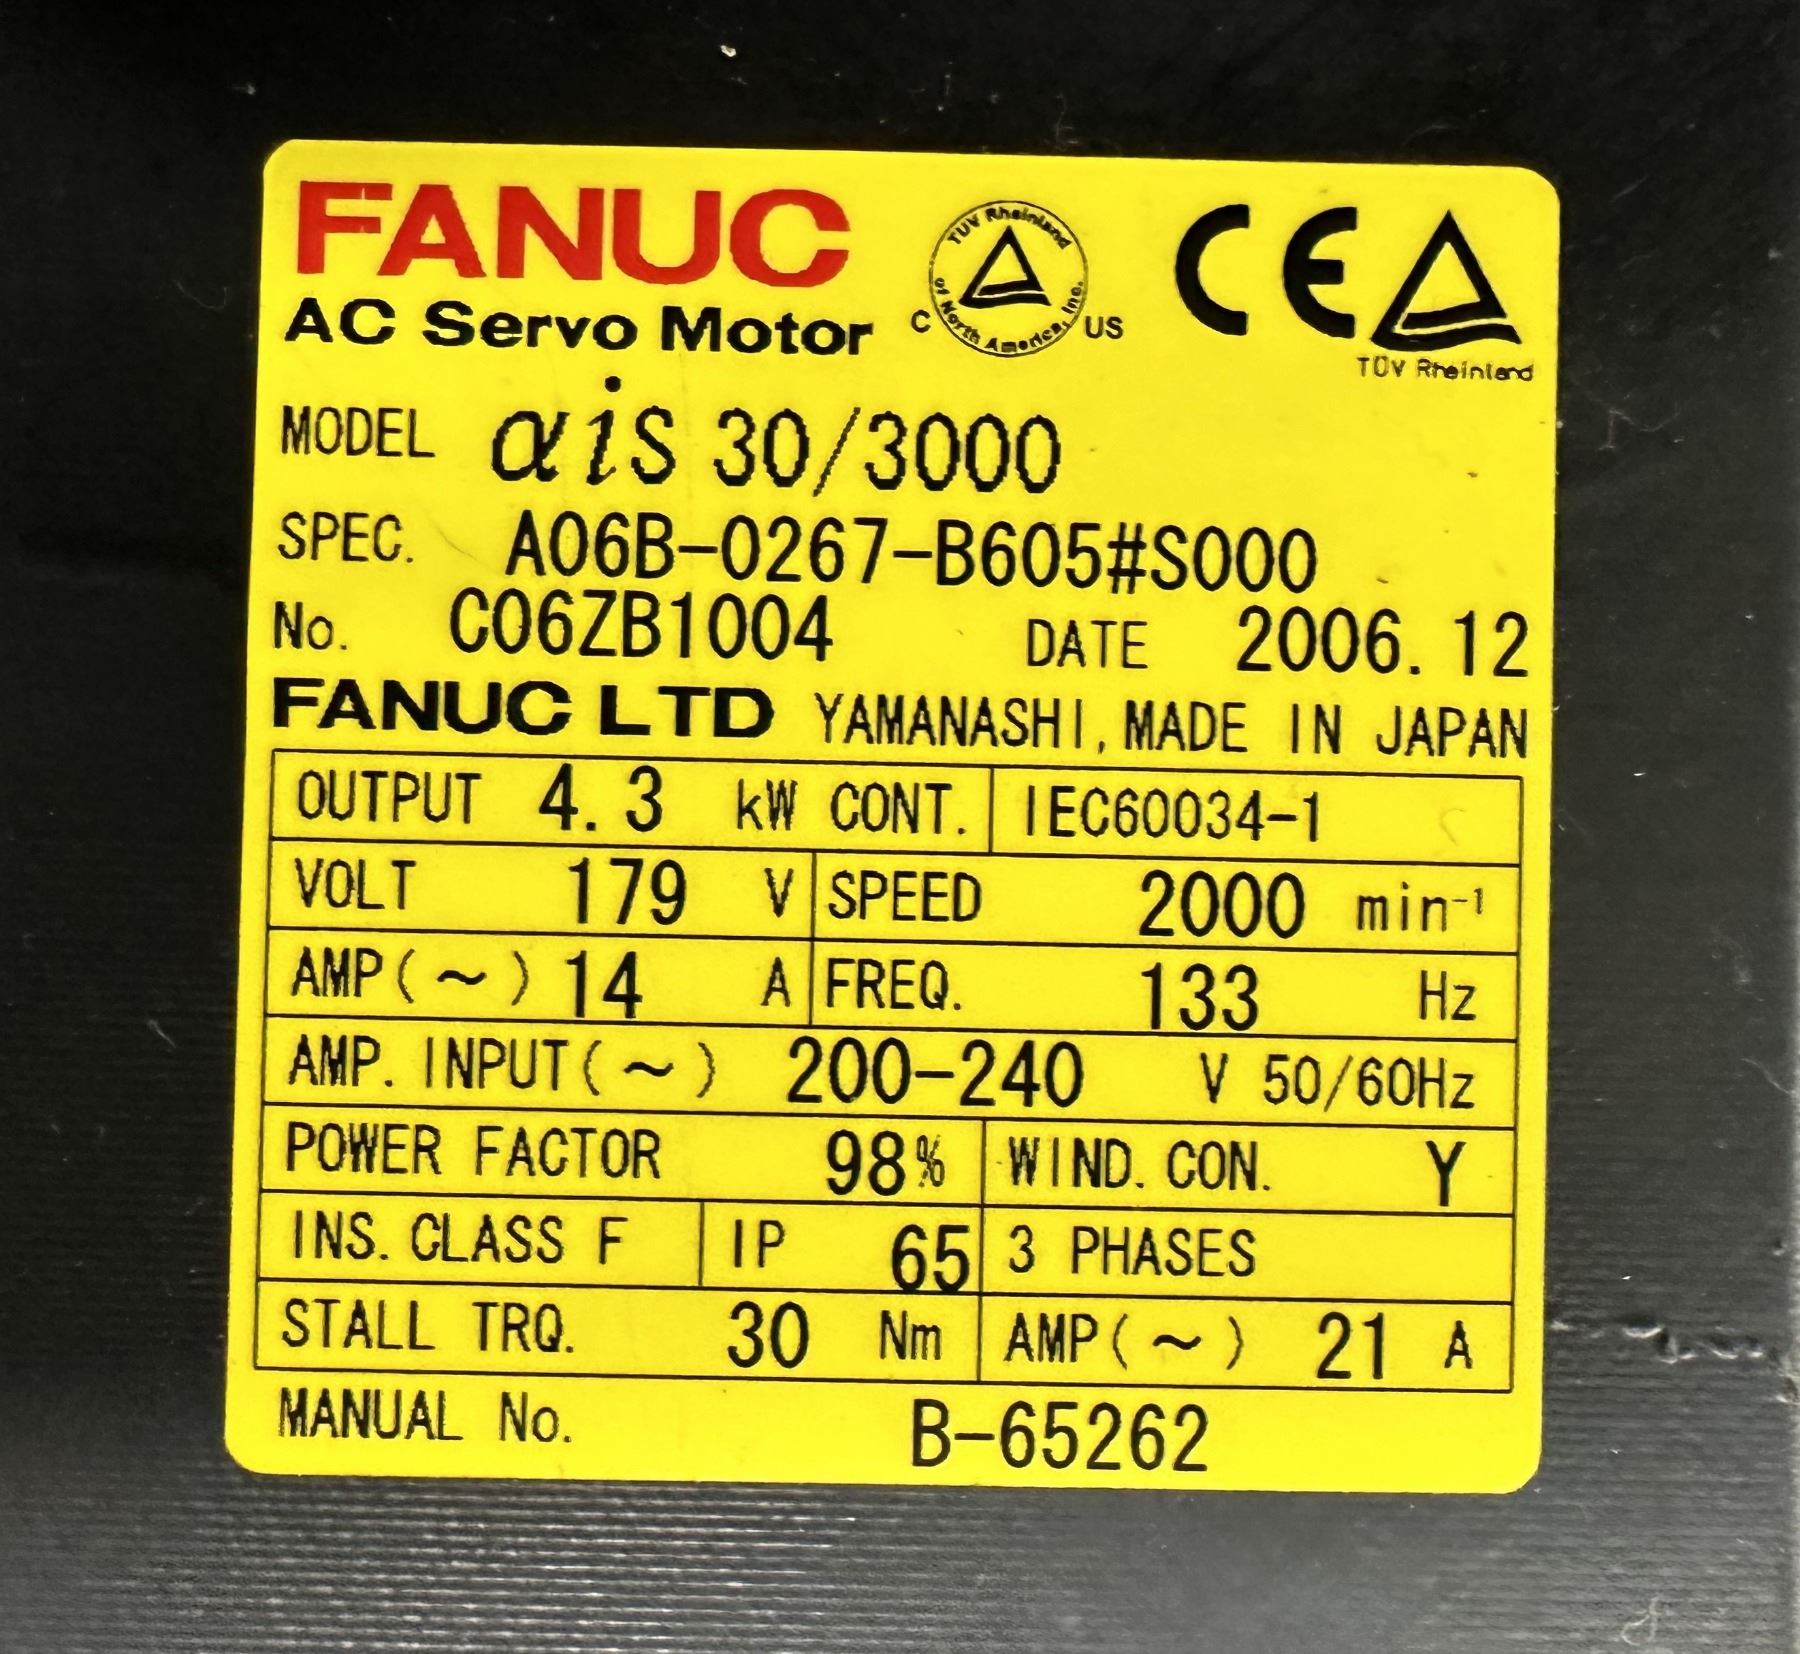 FANUC
AC Servo Motor
TÜV Rheinland of North America, Inc.
C US
CE
TÜV Rheinland
MODEL αiS 30/3000
SPEC. A06B-0267-B605#S000
No. C06ZB1004 DATE 2006.12
FANUC LTD YAMANASHI, MADE IN JAPAN
OUTPUT 4.3 kW CONT. IEC60034-1
VOLT 179 V SPEED 2000 min⁻¹
AMP(~) 14 A FREQ. 133 Hz
AMP. INPUT(~) 200-240 V 50/60Hz
POWER FACTOR 98% WIND. CON. Y
INS. CLASS F IP 65 3 PHASES
STALL TRQ. 30 Nm AMP(~) 21 A
MANUAL No. B-65262